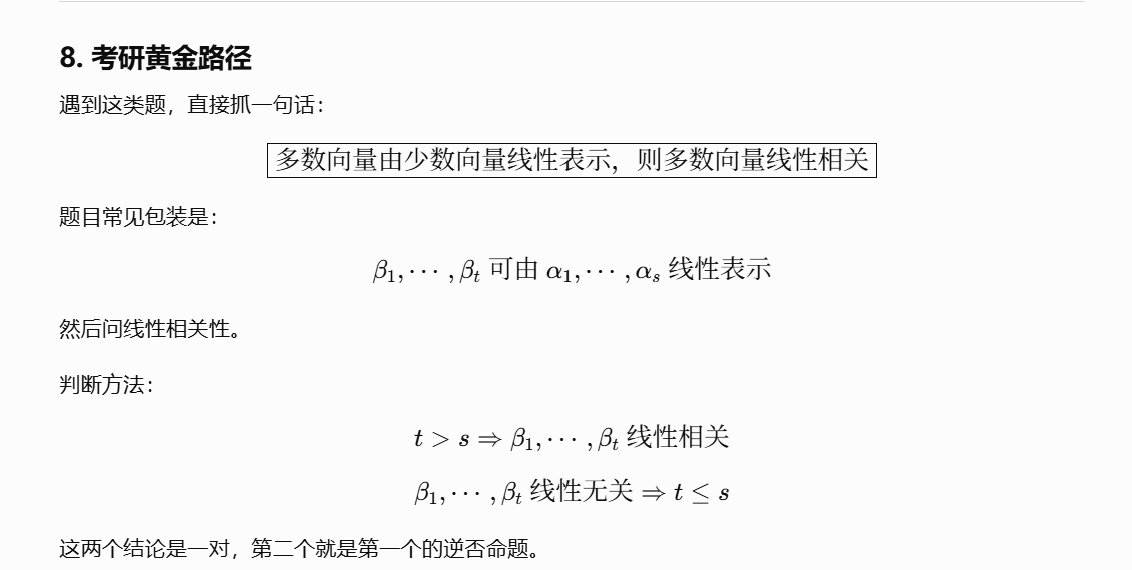 8. 考研黄金路径
遇到这类题，直接抓一句话：
多数向量由少数向量线性表示，则多数向量线性相关
题目常见包装是：
β₁,⋯,βₜ 可由 α₁,⋯,αₛ 线性表示
然后问线性相关性。
判断方法：
t > s ⇒ β₁,⋯,βₜ 线性相关
β₁,⋯,βₜ 线性无关 ⇒ t ≤ s
这两个结论是一对，第二个就是第一个的逆否命题。